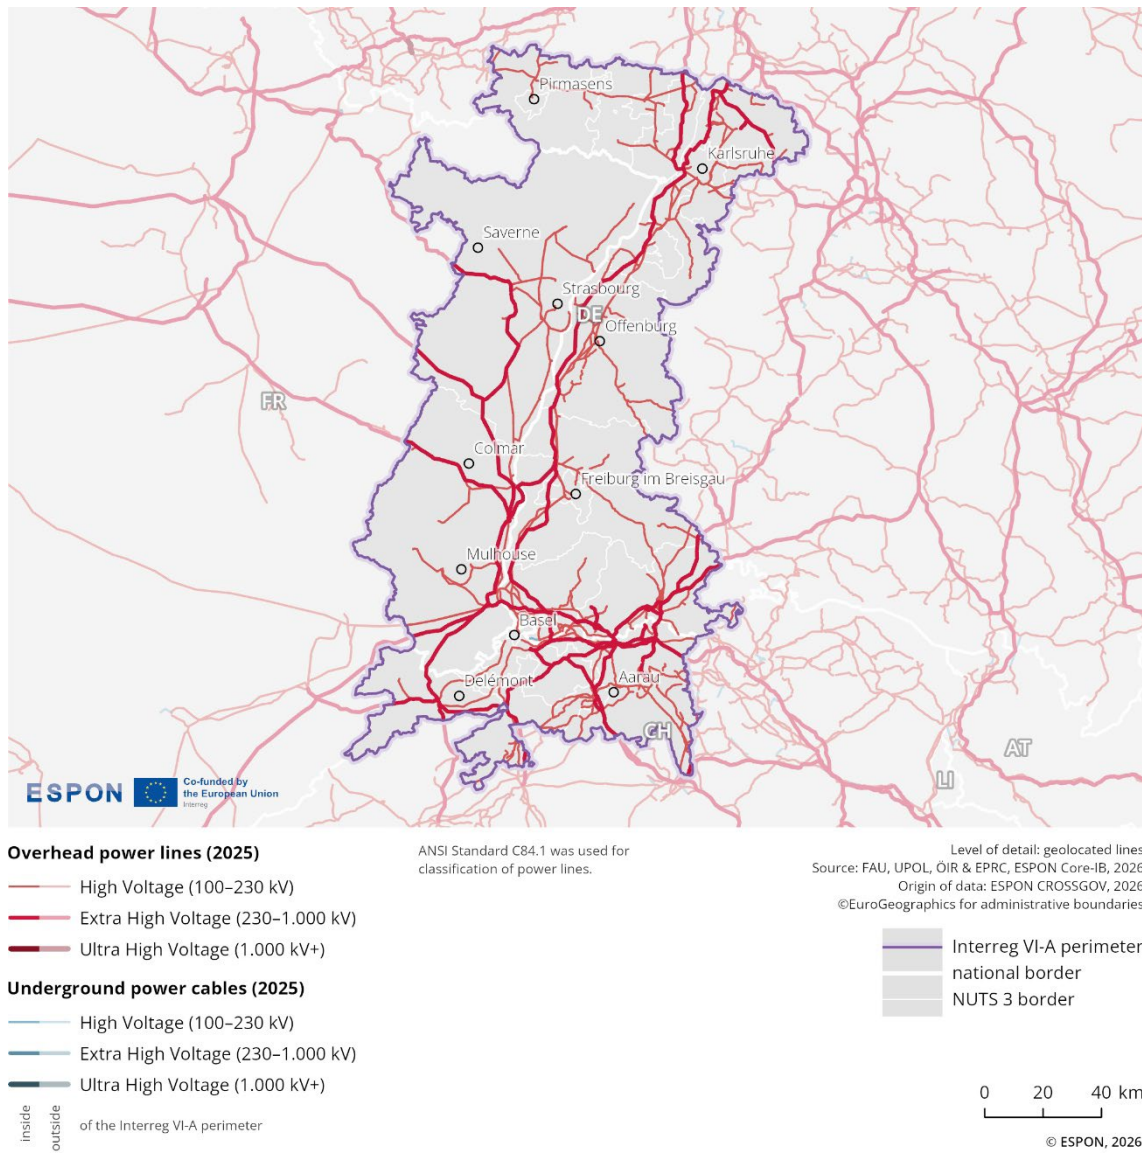 Pirmasens
Karlsruhe
Saverne
Strasbourg
DE
Offenburg
FR
Colmar
Freiburg im Breisgau
Mulhouse
Basel
Delémont
Aarau
CH
AT
LI
ESPON
Co-funded by
the European Union
Interreg
Overhead power lines (2025)
High Voltage (100–230 kV)
Extra High Voltage (230–1.000 kV)
Ultra High Voltage (1.000 kV+)
Underground power cables (2025)
High Voltage (100–230 kV)
Extra High Voltage (230–1.000 kV)
Ultra High Voltage (1.000 kV+)
inside
outside
of the Interreg VI-A perimeter
ANSI Standard C84.1 was used for
classification of power lines.
Level of detail: geolocated lines
Source: FAU, UPOL, ÖIR & EPRC, ESPON Core-IB, 2026
Origin of data: ESPON CROSSGOV, 2026
©EuroGeographics for administrative boundaries
Interreg VI-A perimeter
national border
NUTS 3 border
0 20 40 km
© ESPON, 2026